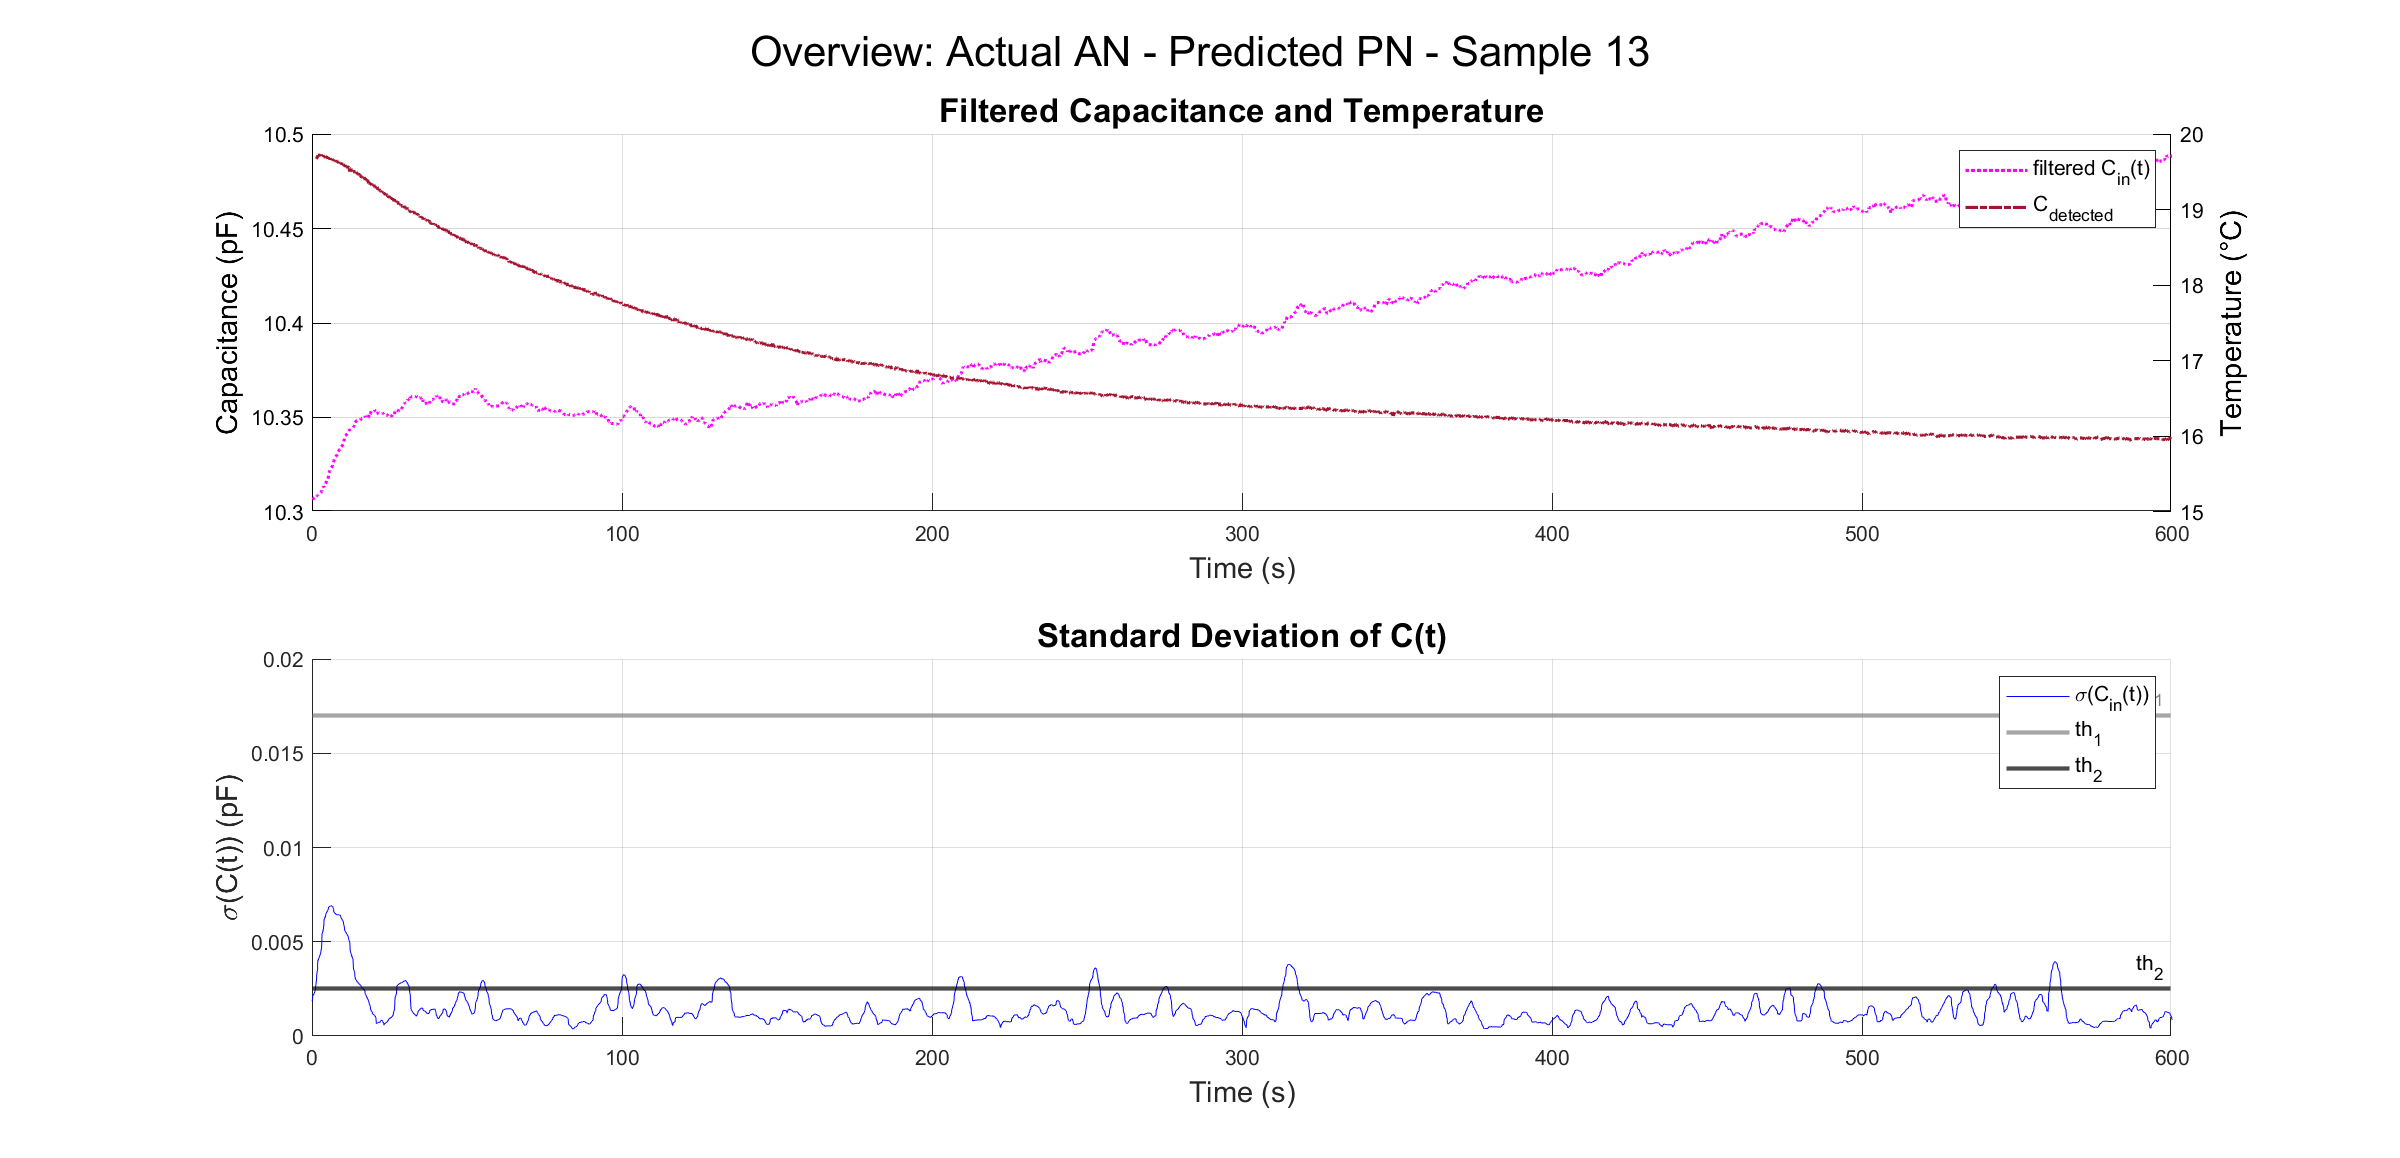 Overview: Actual AN - Predicted PN - Sample 13
Filtered Capacitance and Temperature
10.5
10.45
10.4
10.35
10.3
Capacitance (pF)
20
19
18
17
16
15
Temperature (°C)
filtered C_in(t)
C_detected
0 100 200 300 400 500 600
Time (s)
Standard Deviation of C(t)
0.02
0.015
0.01
0.005
0
σ(C(t)) (pF)
σ(C_in(t))
th_1
th_2
1
th_2
0 100 200 300 400 500 600
Time (s)